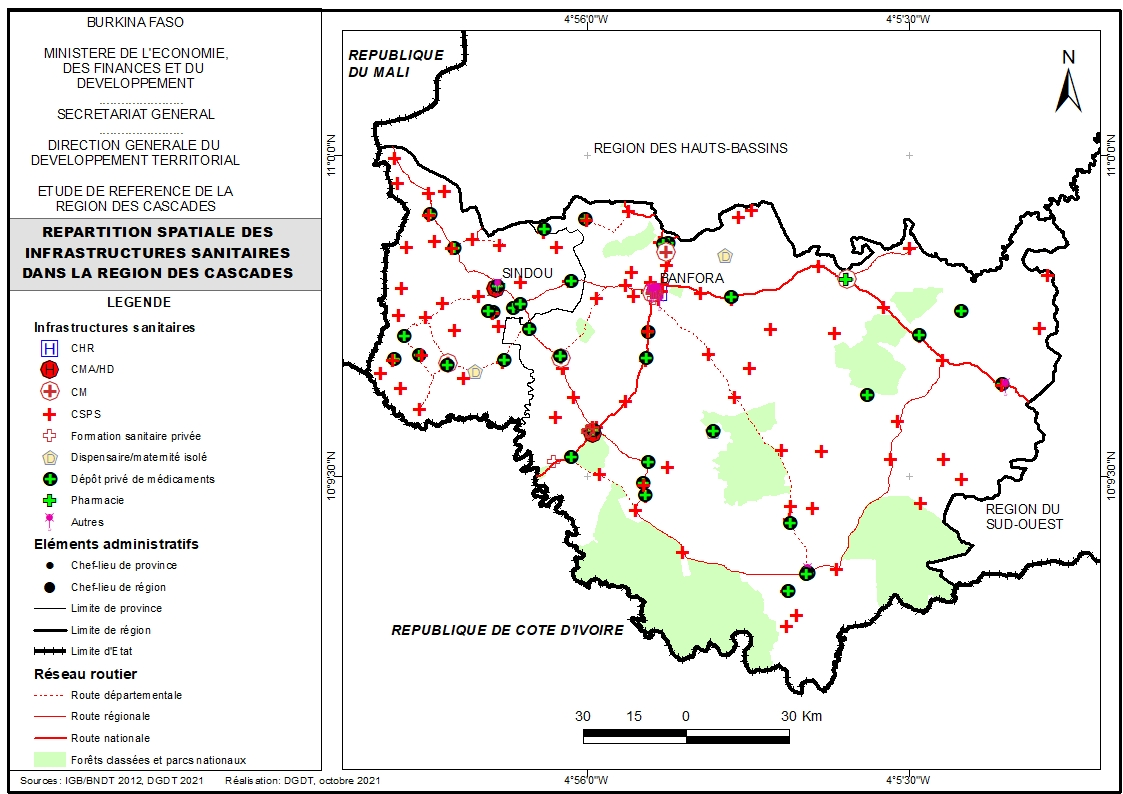 BURKINA FASO
MINISTERE DE L'ECONOMIE,
DES FINANCES ET DU
DEVELOPPEMENT
........................
SECRETARIAT GENERAL
........................
DIRECTION GENERALE DU
DEVELOPPEMENT TERRITORIAL
ETUDE DE REFERENCE DE LA
REGION DES CASCADES
REPARTITION SPATIALE DES
INFRASTRUCTURES SANITAIRES
DANS LA REGION DES CASCADES
LEGENDE
Infrastructures sanitaires
H CHR
H CMA/HD
CM
CSPS
Formation sanitaire privée
D Dispensaire/maternité isolé
Dépôt privé de médicaments
Pharmacie
Autres
Eléments administratifs
Chef-lieu de province
Chef-lieu de région
Limite de province
Limite de région
Limite d'Etat
Réseau routier
Route départementale
Route régionale
Route nationale
Forêts classées et parcs nationaux
Sources : IGB/BNDT 2012, DGDT 2021 Réalisation: DGDT, octobre 2021
4°56'0"W
4°5'30"W
REPUBLIQUE
DU MALI
N
REGION DES HAUTS-BASSINS
11°0'0"N
11°0'0"N
D
SINDOU
BANFORA
D
10°9'30"N
10°9'30"N
REGION DU
SUD-OUEST
REPUBLIQUE DE COTE D'IVOIRE
30 15 0 30 Km
4°56'0"W
4°5'30"W